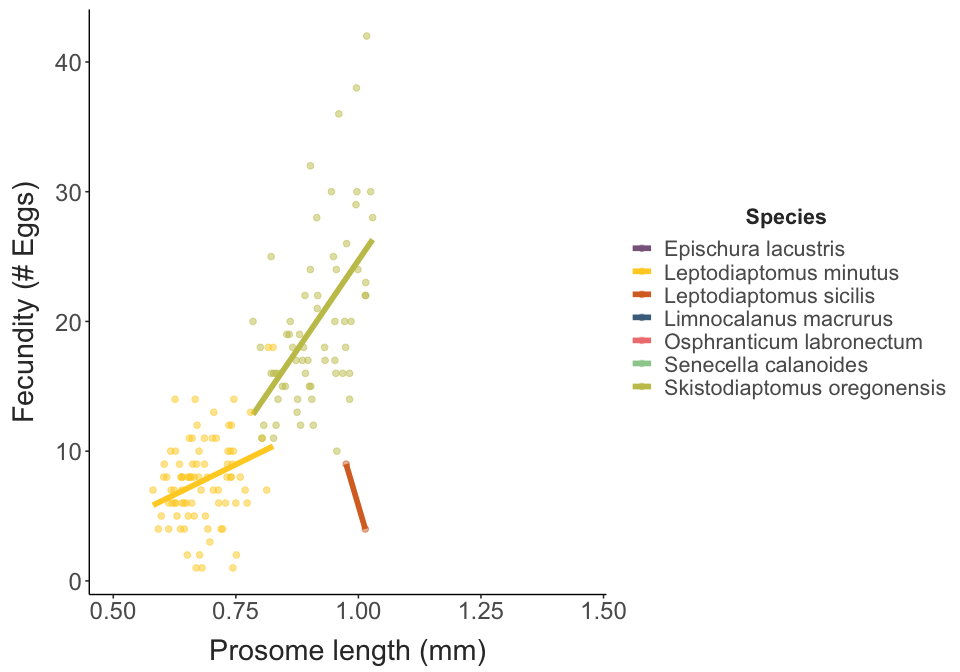 Fecundity (# Eggs)
40
30
20
10
0
0.50 0.75 1.00 1.25 1.50
Prosome length (mm)
Species
Epischura lacustris
Leptodiaptomus minutus
Leptodiaptomus sicilis
Limnocalanus macrurus
Osphranticum labronectum
Senecella calanoides
Skistodiaptomus oregonensis